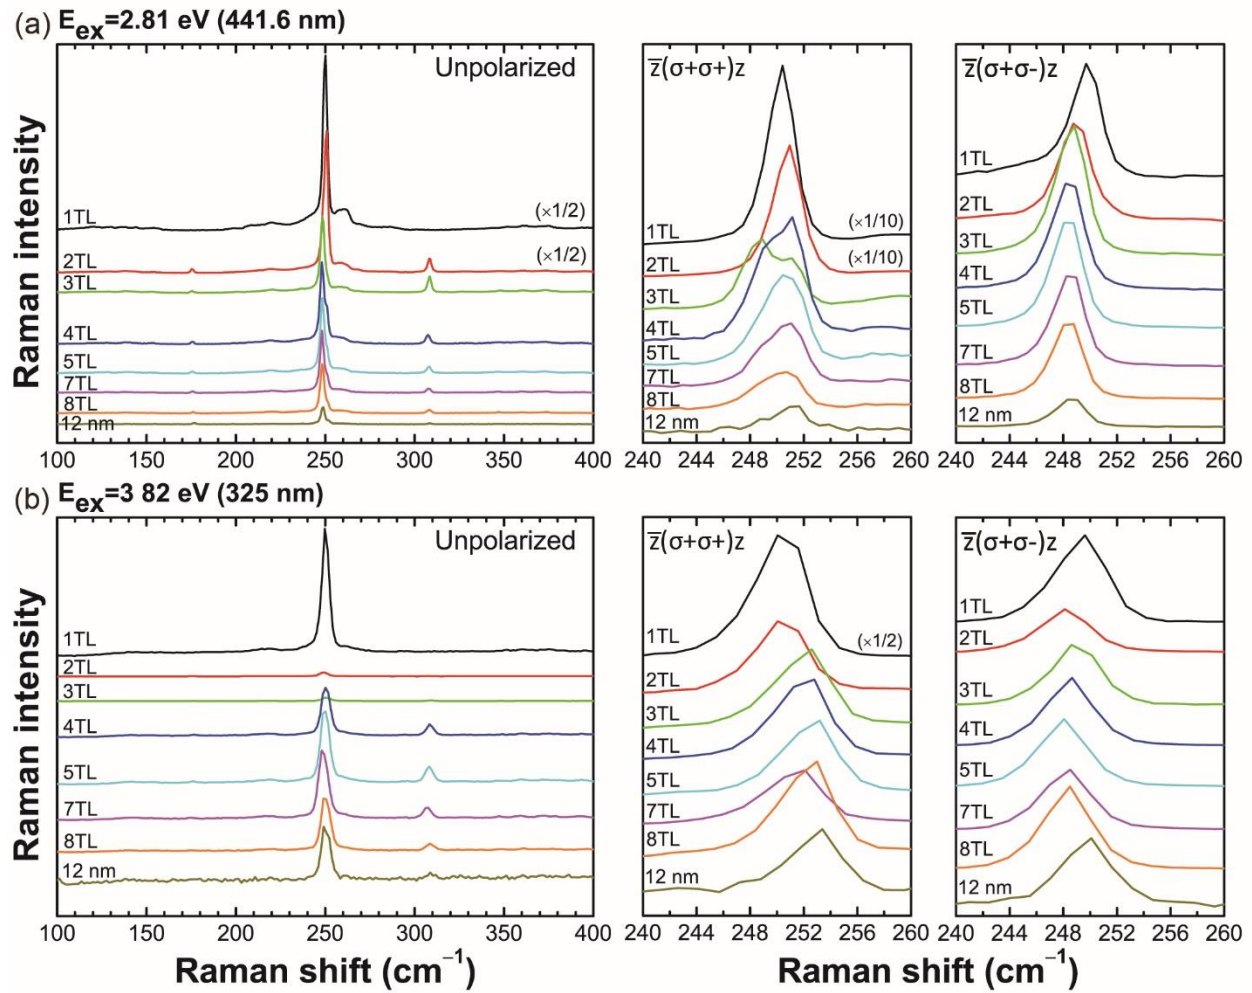 (a) E_ex=2.81 eV (441.6 nm)
Raman intensity
Unpolarized
1TL
(×1/2)
2TL
(×1/2)
3TL
4TL
5TL
7TL
8TL
12 nm
100 150 200 250 300 350 400
z̅(σ+σ+)z
1TL
(×1/10)
2TL
(×1/10)
3TL
4TL
5TL
7TL
8TL
12 nm
240 244 248 252 256 260
z̅(σ+σ-)z
1TL
2TL
3TL
4TL
5TL
7TL
8TL
12 nm
240 244 248 252 256 260
(b) E_ex=3 82 eV (325 nm)
Raman intensity
Unpolarized
1TL
2TL
3TL
4TL
5TL
7TL
8TL
12 nm
100 150 200 250 300 350 400
z̅(σ+σ+)z
1TL
(×1/2)
2TL
3TL
4TL
5TL
7TL
8TL
12 nm
240 244 248 252 256 260
z̅(σ+σ-)z
1TL
2TL
3TL
4TL
5TL
7TL
8TL
12 nm
240 244 248 252 256 260
Raman shift (cm⁻¹)
Raman shift (cm⁻¹)